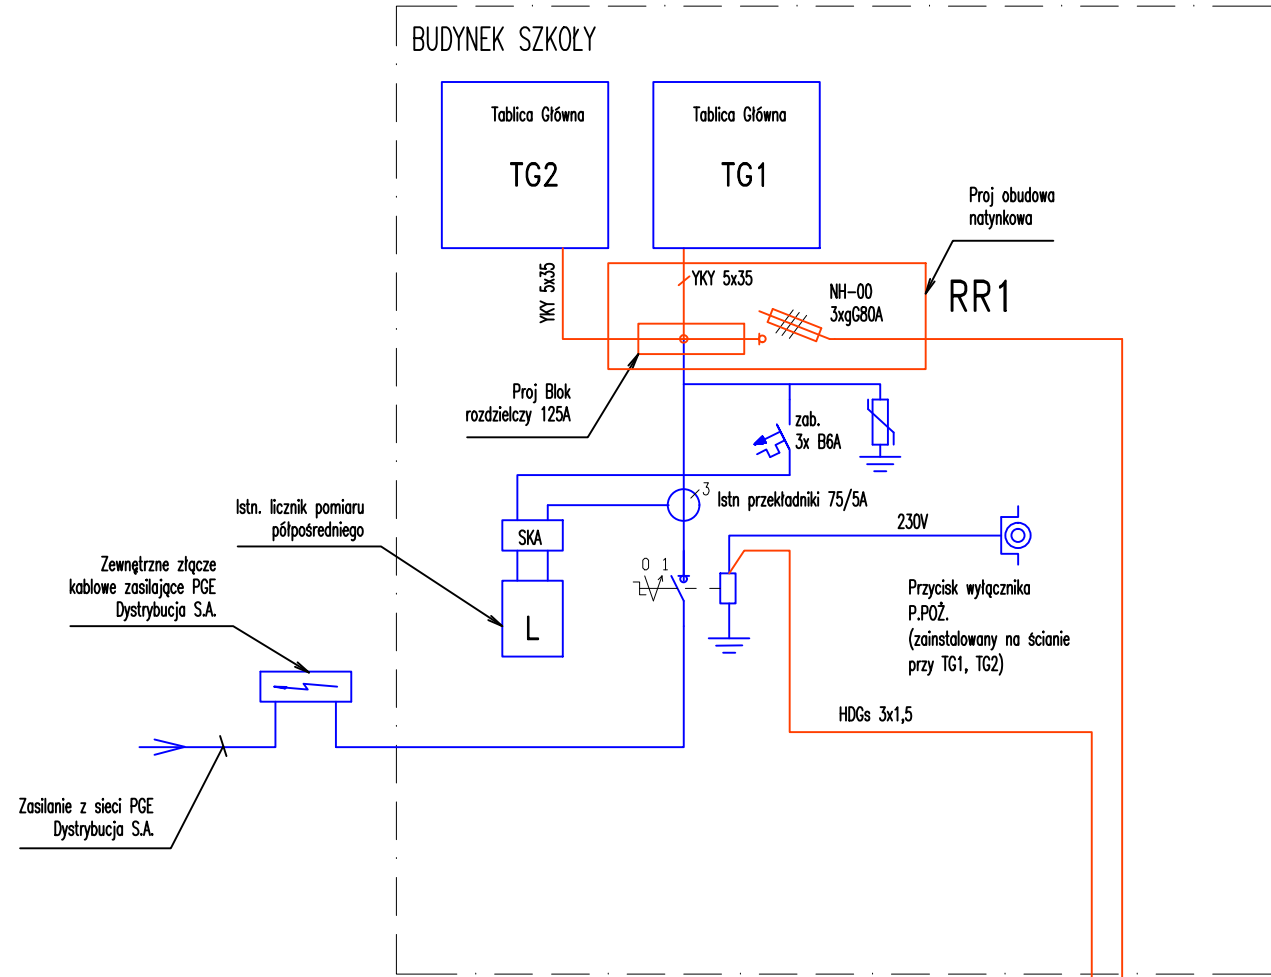 BUDYNEK SZKOŁY
Tablica Główna
TG2
Tablica Główna
TG1
Proj obudowa
natynkowa
RR1
YKY 5x35
YKY 5x35
NH-00
3xgG80A
Proj Blok
rozdzielczy 125A
zab.
3x B6A
3
Istn przekładniki 75/5A
Istn. licznik pomiaru
półpośredniego
SKA
L
0 1
230V
Zewnętrzne złącze
kablowe zasilające PGE
Dystrybucja S.A.
Przycisk wyłącznika
P.POŻ.
(zainstalowany na ścianie
przy TG1, TG2)
HDGs 3x1,5
Zasilanie z sieci PGE
Dystrybucja S.A.